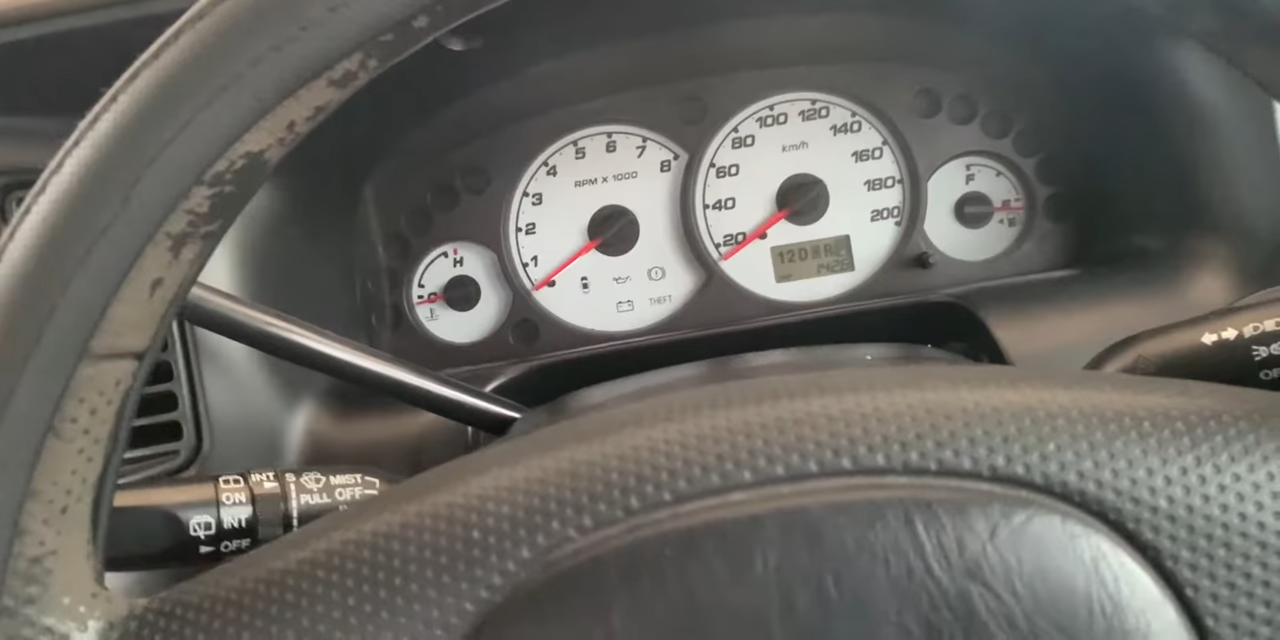 8
7
6
5
4
3
2
1
RPM X 1000
THEFT
H
C
20
40
60
80
100
120
140
160
180
200
km/h
F
E
INT
S
MIST
ON
PULL OFF
INT
OFF